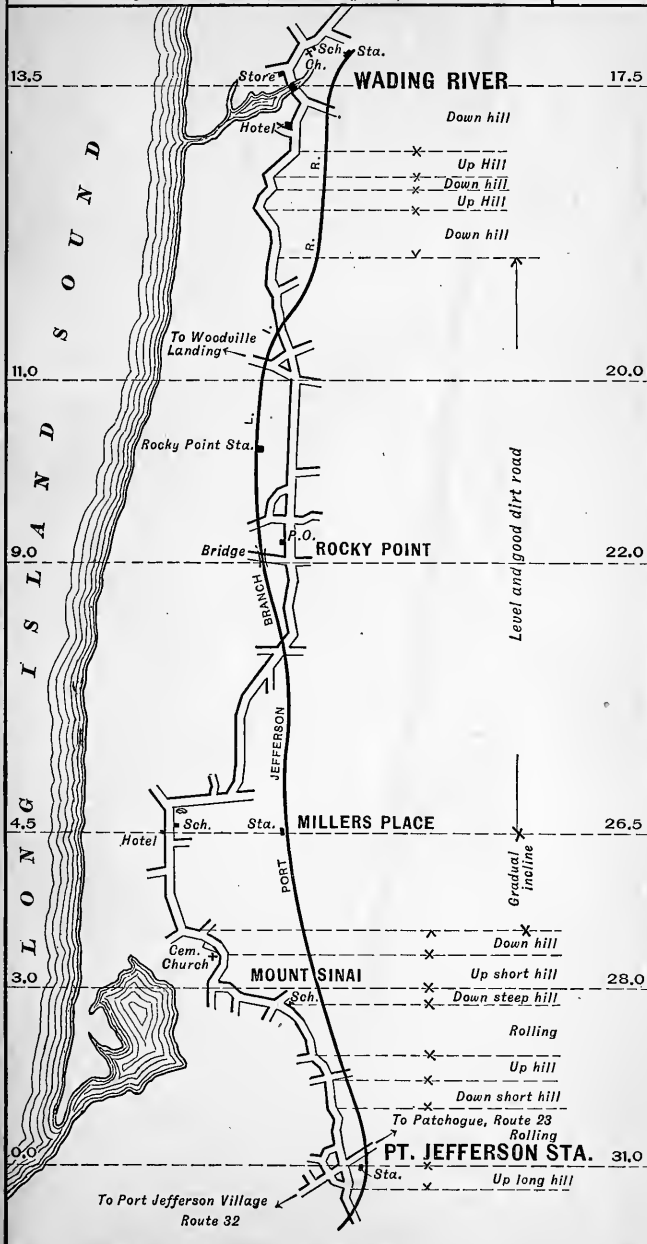 Sch. Sta.
Ch.
Store
13.5 WADING RIVER 17.5
Down hill
Hotel
Up Hill
Down hill
Up Hill
Down hill
To Woodville
Landing
11.0 20.0
Rocky Point Sta.
P.O.
Bridge ROCKY POINT
9.0 22.0
Level and good dirt road
LONG ISLAND SOUND
PORT JEFFERSON BRANCH L. I. R. R.
4.5 Hotel Sch. Sta. MILLERS PLACE 26.5
Gradual
incline
Down hill
Cem.
Church
MOUNT SINAI Up short hill
3.0 28.0
Sch. Down steep hill
Rolling
Up hill
Down short hill
To Patchogue, Route 23
Rolling
0.0 PT. JEFFERSON STA. 31.0
Sta.
Up long hill
To Port Jefferson Village
Route 32